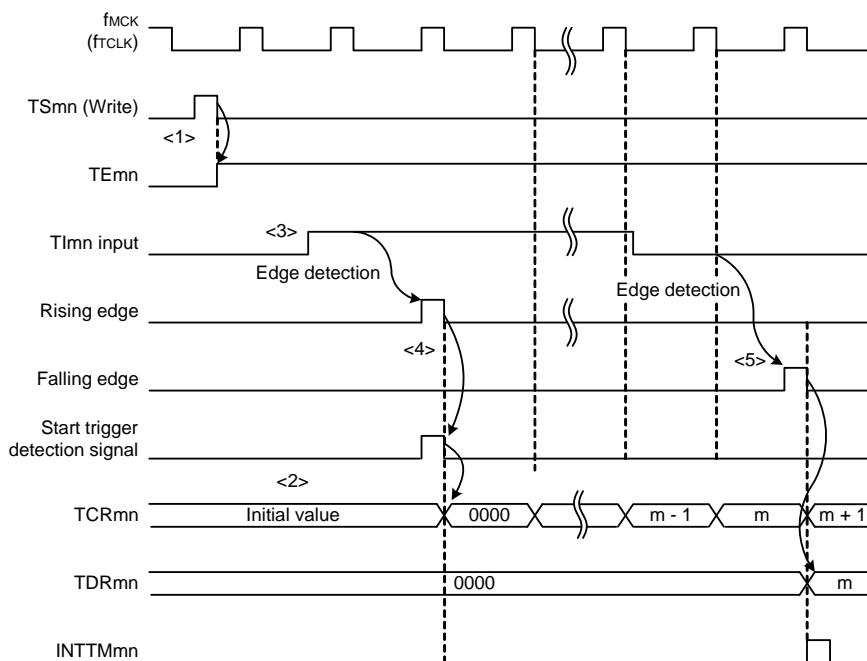 fMCK
(fTCLK)
TSmn (Write)
<1>
TEmn
TImn input
<3>
Edge detection
Edge detection
Rising edge
<4>
<5>
Falling edge
Start trigger
detection signal
<2>
TCRmn
Initial value
0000
m - 1
m
m + 1
TDRmn
0000
m
INTTMmn